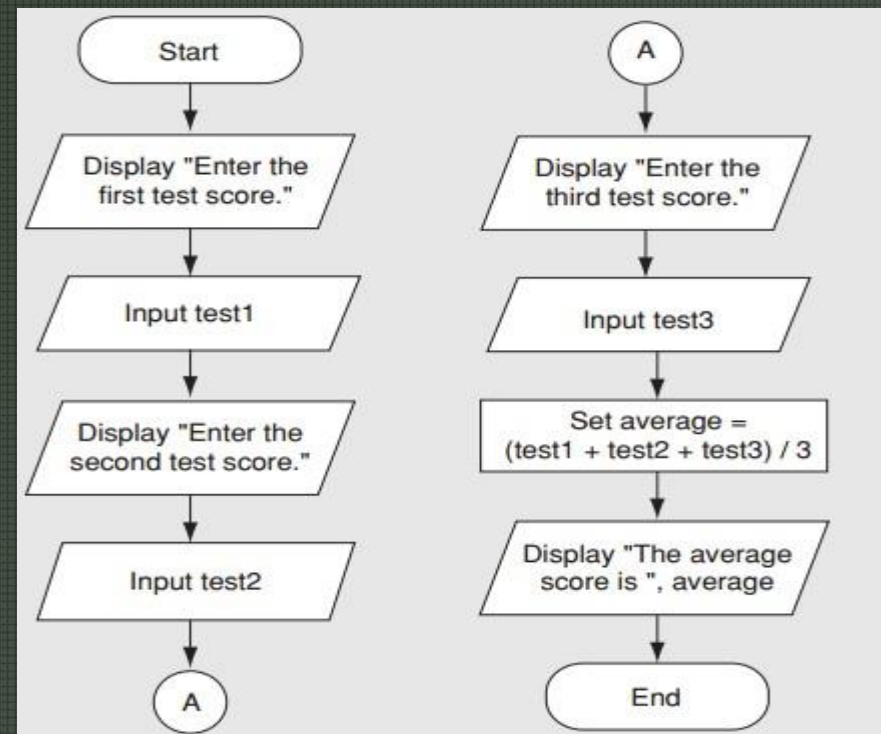 Start
Display "Enter the
first test score."
Input test1
Display "Enter the
second test score."
Input test2
A
A
Display "Enter the
third test score."
Input test3
Set average =
(test1 + test2 + test3) / 3
Display "The average
score is ", average
End